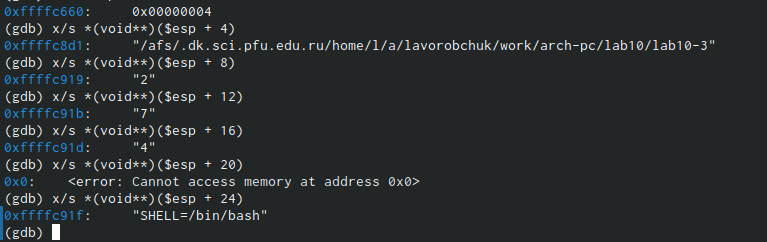 0xffffc660:     0x00000004
(gdb) x/s *(void**)($esp + 4)
0xffffc8d1:     "/afs/.dk.sci.pfu.edu.ru/home/l/a/lavorobchuk/work/arch-pc/lab10/lab10-3"
(gdb) x/s *(void**)($esp + 8)
0xffffc919:     "2"
(gdb) x/s *(void**)($esp + 12)
0xffffc91b:     "7"
(gdb) x/s *(void**)($esp + 16)
0xffffc91d:     "4"
(gdb) x/s *(void**)($esp + 20)
0x0:    <error: Cannot access memory at address 0x0>
(gdb) x/s *(void**)($esp + 24)
0xffffc91f:     "SHELL=/bin/bash"
(gdb)